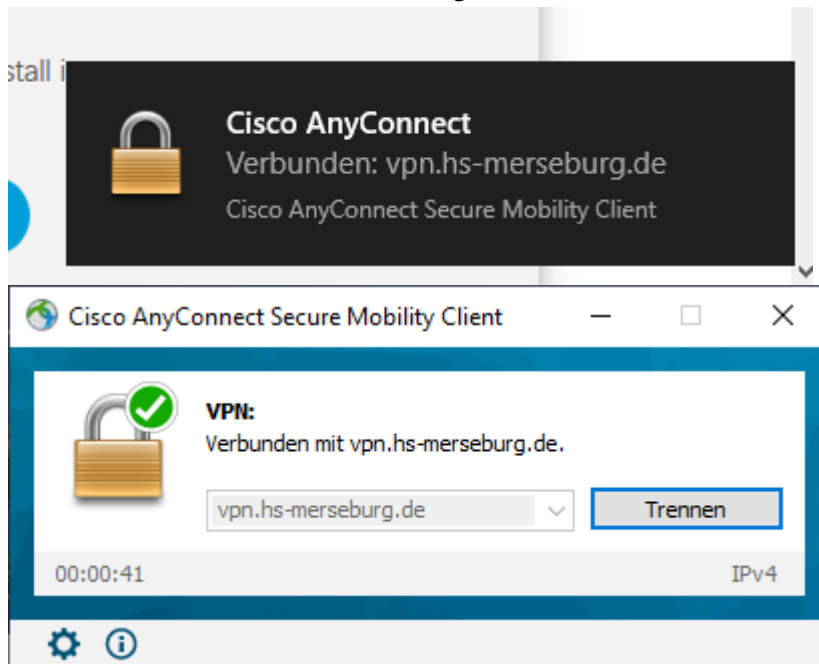 stall i
Cisco AnyConnect
Verbunden: vpn.hs-merseburg.de
Cisco AnyConnect Secure Mobility Client
Cisco AnyConnect Secure Mobility Client
VPN:
Verbunden mit vpn.hs-merseburg.de.
vpn.hs-merseburg.de
Trennen
00:00:41
IPv4